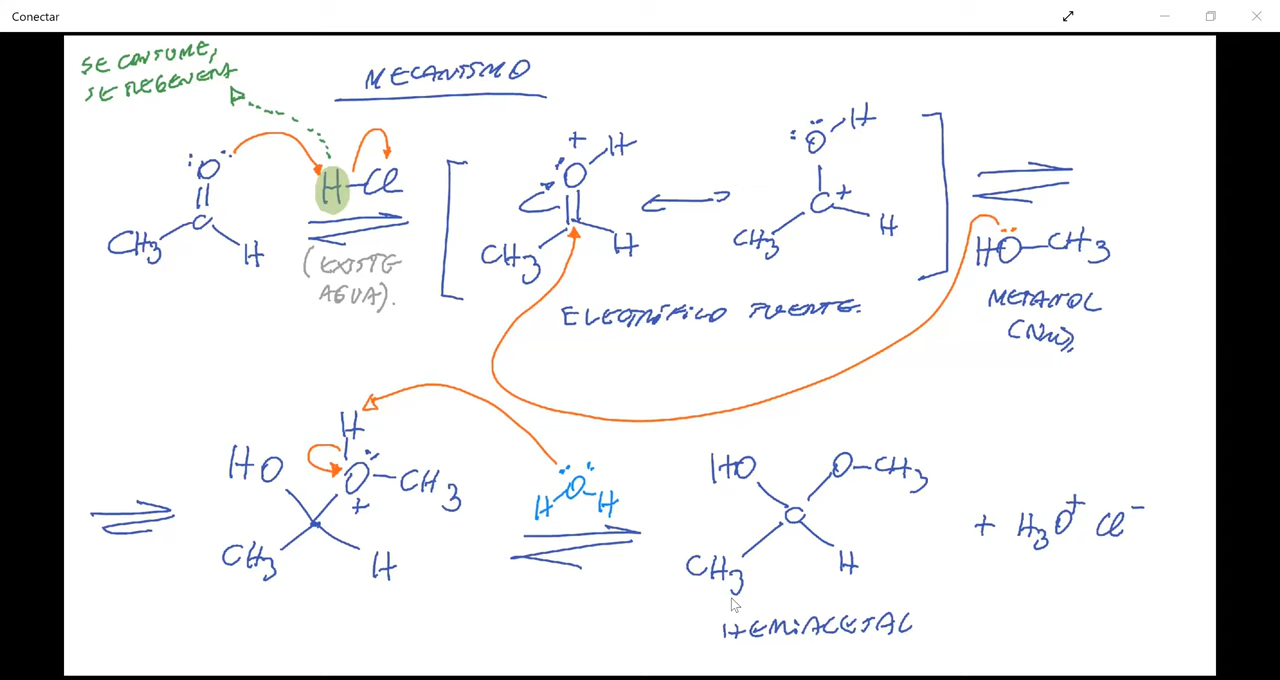 Conectar
SE CONSUME,
SE REGENERA
MECANISMO
O
C
CH3
H
H-Cl
(EXISTE
AGUA).
+
O-H
CH3
H
O-H
C+
CH3
H
HO-CH3
METANOL
(Nu).
ELECTRÓFILO FUERTE.
H
HO
O-CH3
+
CH3
H
H-O-H
HO
O-CH3
C
CH3
H
+ H3O+ Cl-
HEMIACETAL